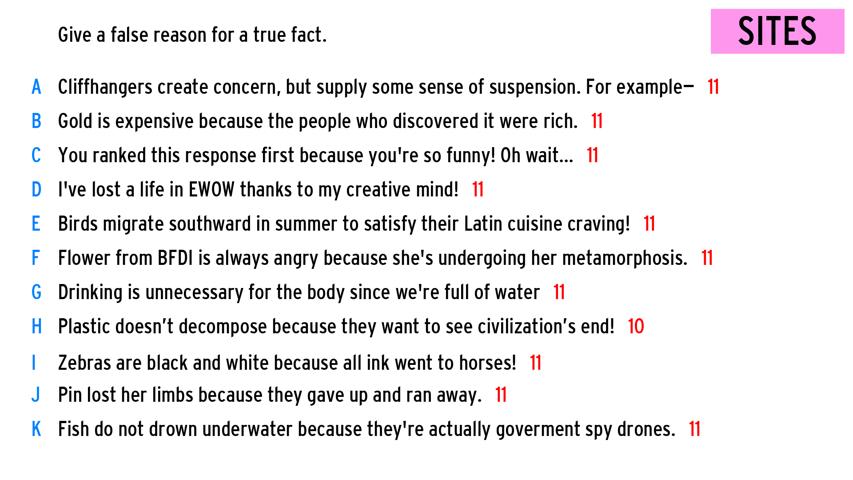 Give a false reason for a true fact.
SITES
A Cliffhangers create concern, but supply some sense of suspension. For example— 11
B Gold is expensive because the people who discovered it were rich. 11
C You ranked this response first because you're so funny! Oh wait... 11
D I've lost a life in EWOW thanks to my creative mind! 11
E Birds migrate southward in summer to satisfy their Latin cuisine craving! 11
F Flower from BFDI is always angry because she's undergoing her metamorphosis. 11
G Drinking is unnecessary for the body since we're full of water 11
H Plastic doesn’t decompose because they want to see civilization’s end! 10
I Zebras are black and white because all ink went to horses! 11
J Pin lost her limbs because they gave up and ran away. 11
K Fish do not drown underwater because they're actually goverment spy drones. 11